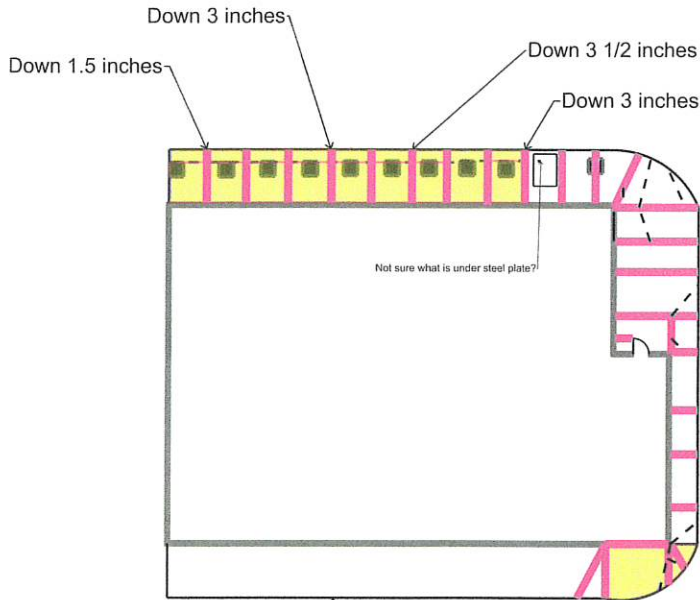 Down 3 inches
Down 3 1/2 inches
Down 1.5 inches
Down 3 inches
Not sure what is under steel plate?